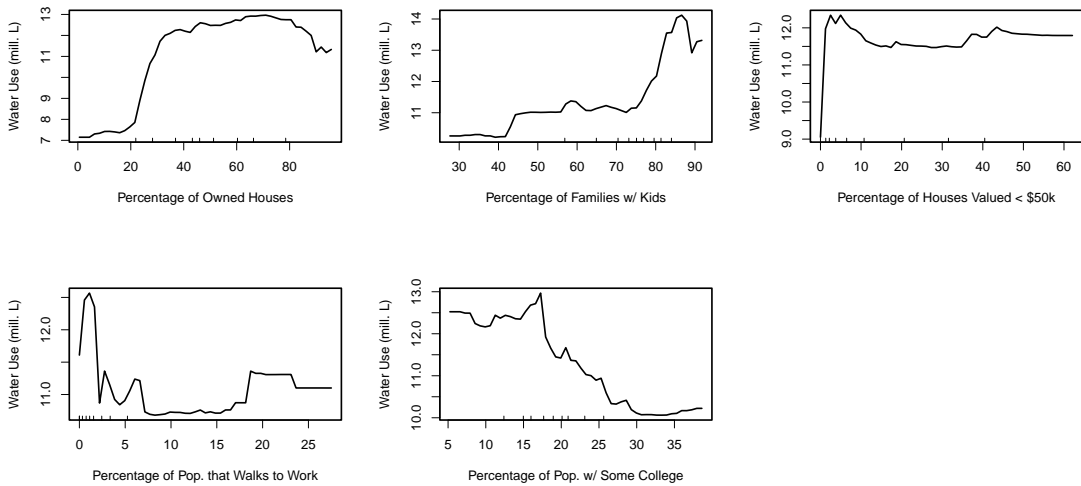 Water Use (mill. L)
7 8 9 11 13
0 20 40 60 80
Percentage of Owned Houses
Water Use (mill. L)
11 12 13 14
30 40 50 60 70 80 90
Percentage of Families w/ Kids
Water Use (mill. L)
9.0 10.0 11.0 12.0
0 10 20 30 40 50 60
Percentage of Houses Valued < $50k
Water Use (mill. L)
11.0 12.0
0 5 10 15 20 25
Percentage of Pop. that Walks to Work
Water Use (mill. L)
10.0 11.0 12.0 13.0
5 10 15 20 25 30 35
Percentage of Pop. w/ Some College